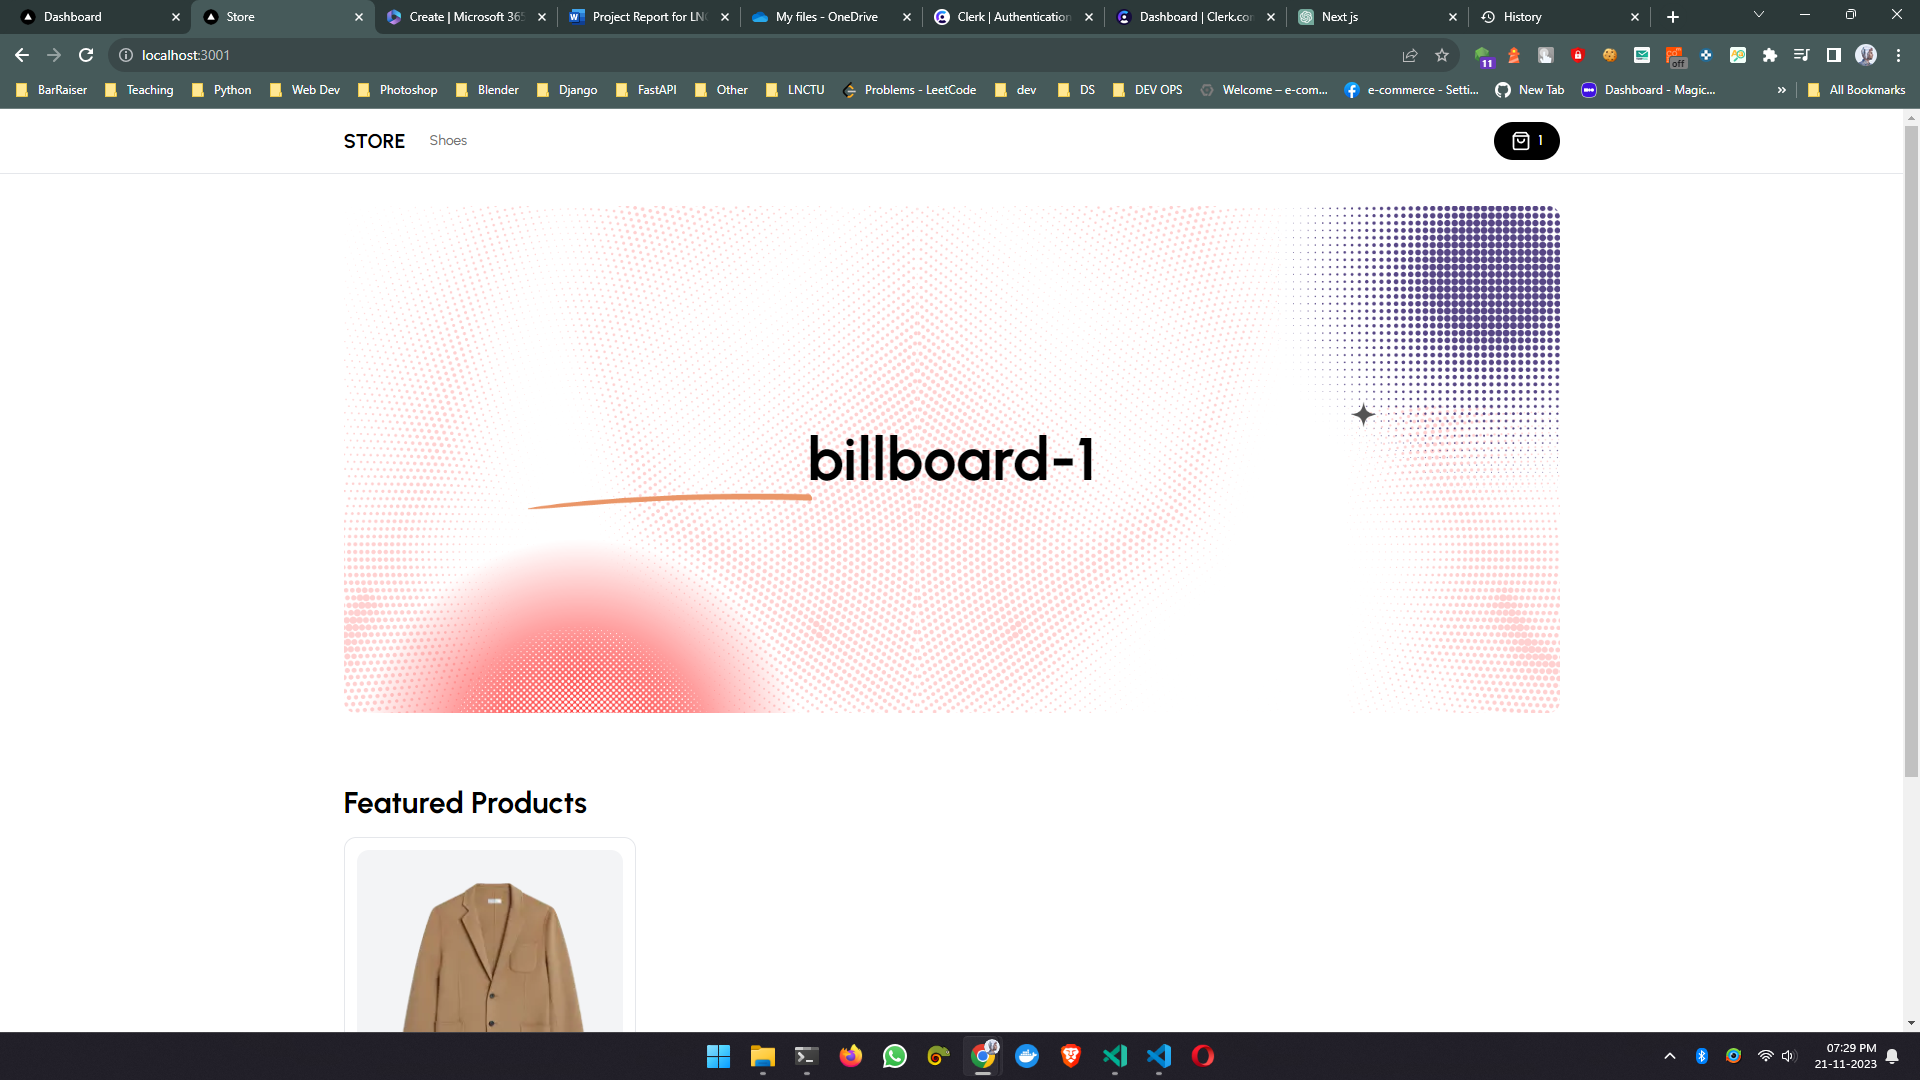 Dashboard
Store
Create | Microsoft 365
Project Report for LNC
My files - OneDrive
Clerk | Authentication
Dashboard | Clerk.com
Next js
History
localhost:3001
11
off
BarRaiser
Teaching
Python
Web Dev
Photoshop
Blender
Django
FastAPI
Other
LNCTU
Problems - LeetCode
dev
DS
DEV OPS
Welcome – e-com...
e-commerce - Setti...
New Tab
Dashboard - Magic...
All Bookmarks
STORE
Shoes
1
billboard-1
Featured Products
07:29 PM
21-11-2023